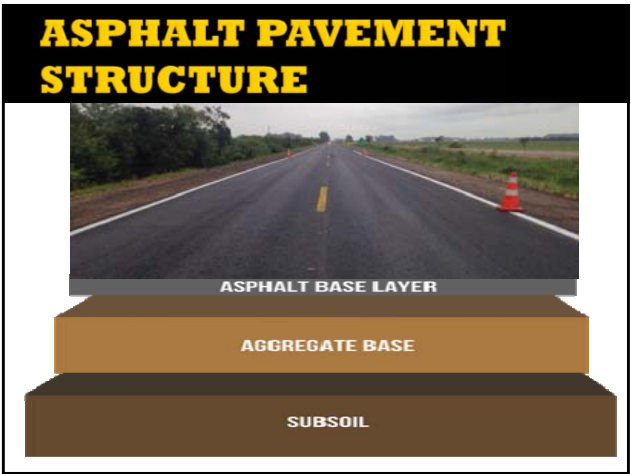 ASPHALT PAVEMENT
STRUCTURE
ASPHALT BASE LAYER
AGGREGATE BASE
SUBSOIL